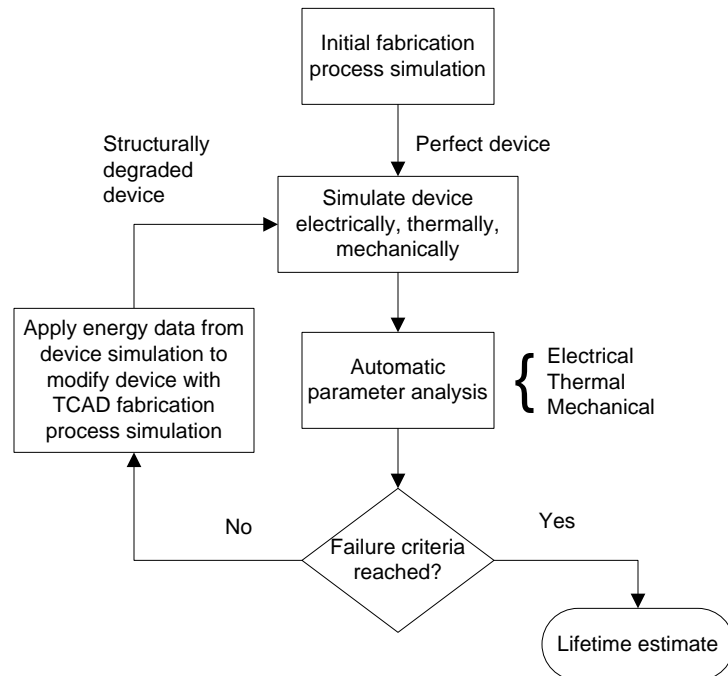 Initial fabrication
process simulation
Perfect device
Structurally
degraded
device
Simulate device
electrically, thermally,
mechanically
Apply energy data from
device simulation to
modify device with
TCAD fabrication
process simulation
Automatic
parameter analysis
{
Electrical
Thermal
Mechanical
No
Yes
Failure criteria
reached?
Lifetime estimate